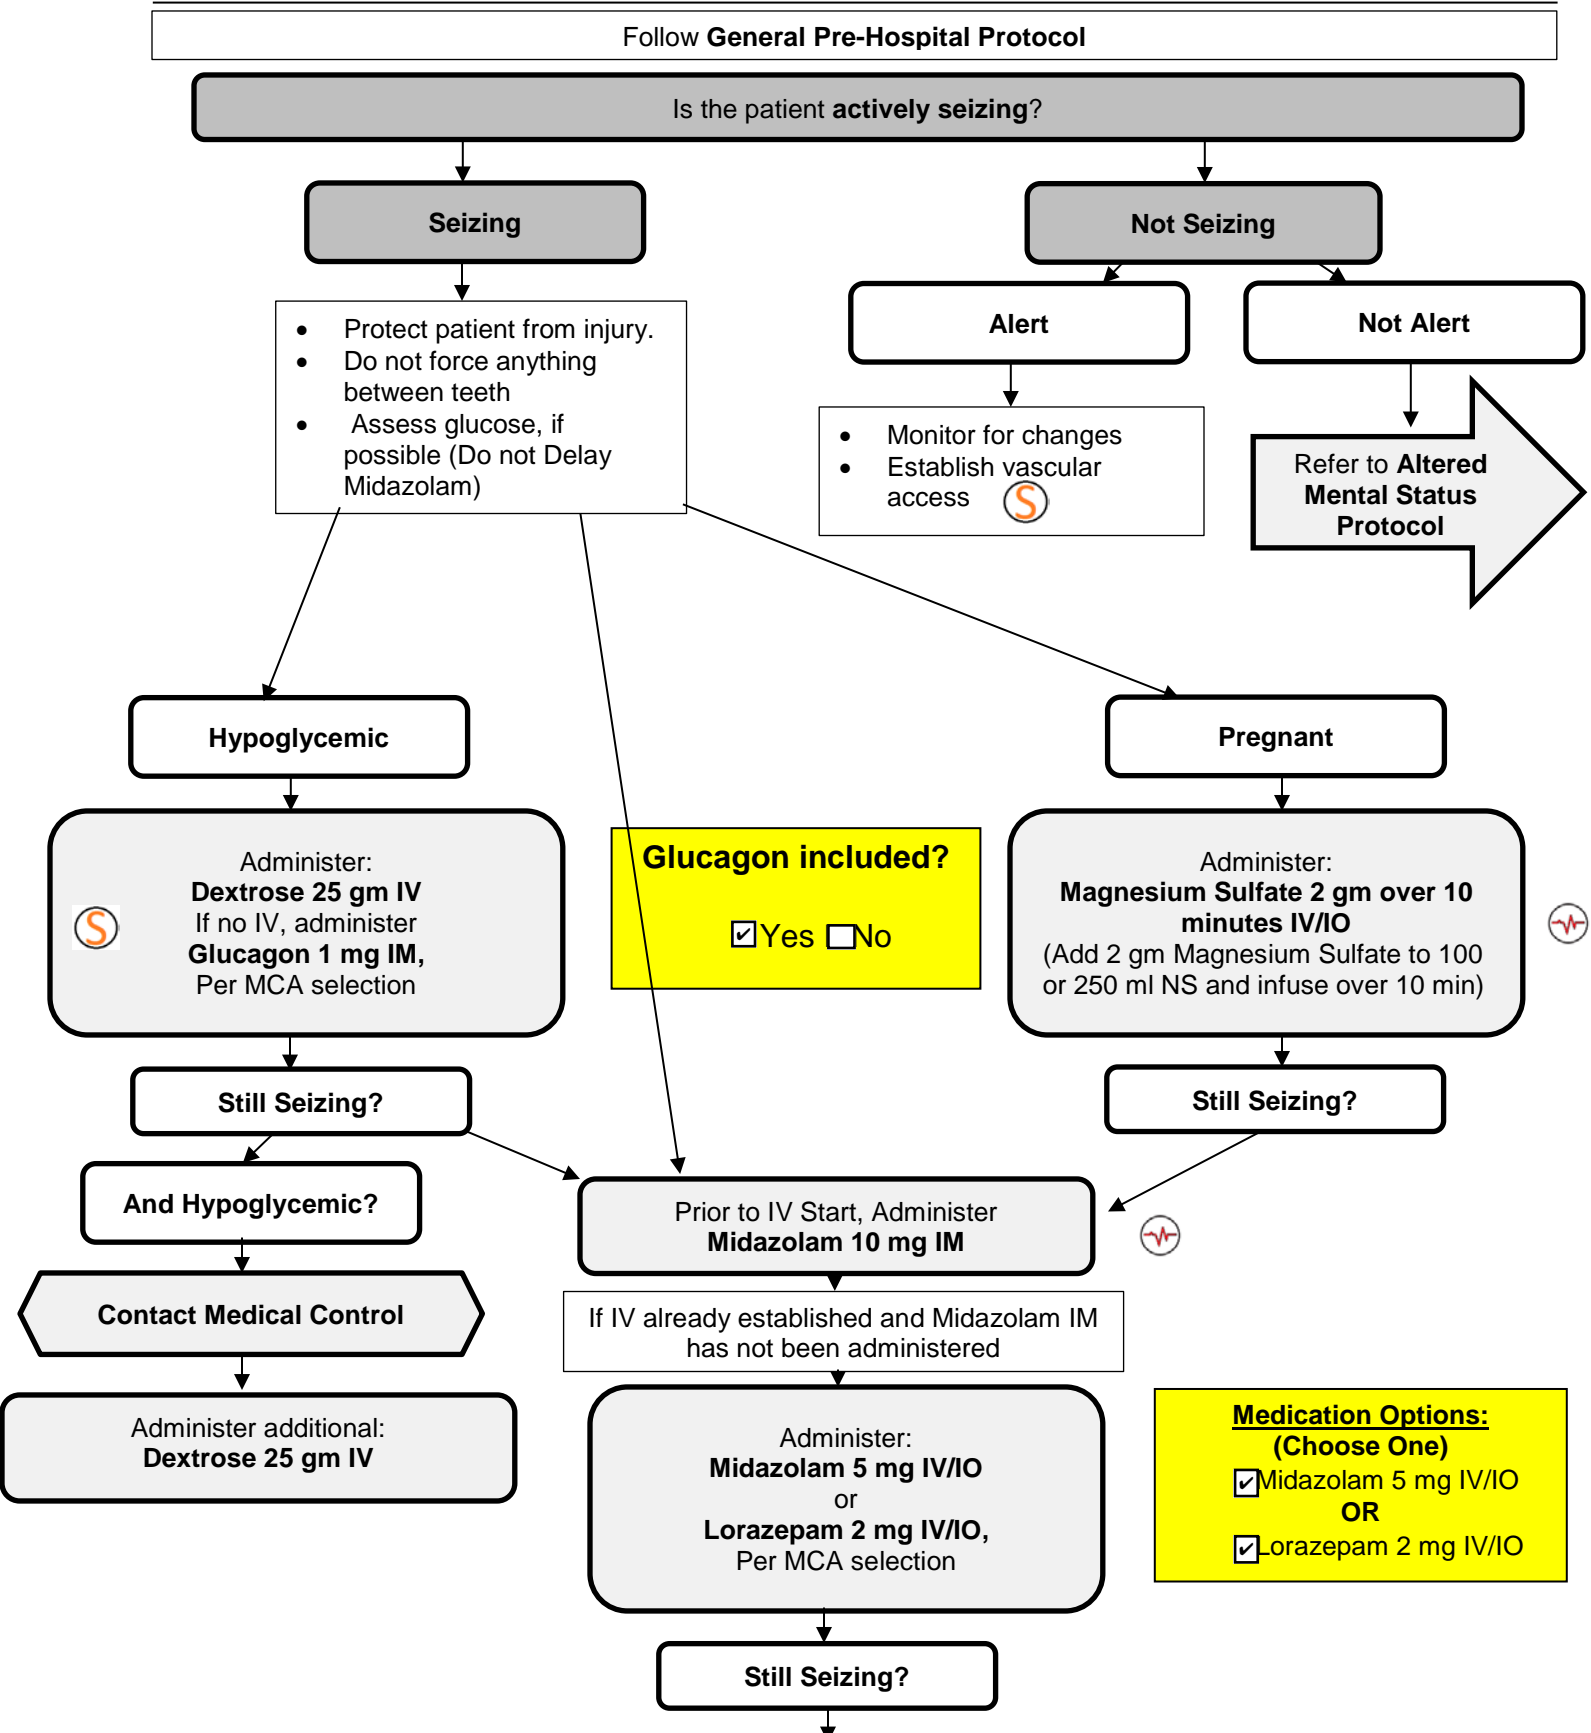 Follow General Pre-Hospital Protocol
Is the patient actively seizing?
Seizing
Not Seizing
• Protect patient from injury.
• Do not force anything
between teeth
• Assess glucose, if
possible (Do not Delay
Midazolam)
Alert
Not Alert
• Monitor for changes
• Establish vascular
access S
Refer to Altered
Mental Status
Protocol
Hypoglycemic
Pregnant
S
Administer:
Dextrose 25 gm IV
If no IV, administer
Glucagon 1 mg IM,
Per MCA selection
Glucagon included?
☑Yes ☐No
Administer:
Magnesium Sulfate 2 gm over 10
minutes IV/IO
(Add 2 gm Magnesium Sulfate to 100
or 250 ml NS and infuse over 10 min)
Still Seizing?
Still Seizing?
And Hypoglycemic?
Prior to IV Start, Administer
Midazolam 10 mg IM
Contact Medical Control
If IV already established and Midazolam IM
has not been administered
Administer additional:
Dextrose 25 gm IV
Administer:
Midazolam 5 mg IV/IO
or
Lorazepam 2 mg IV/IO,
Per MCA selection
Medication Options:
(Choose One)
☑Midazolam 5 mg IV/IO
OR
☑Lorazepam 2 mg IV/IO
Still Seizing?